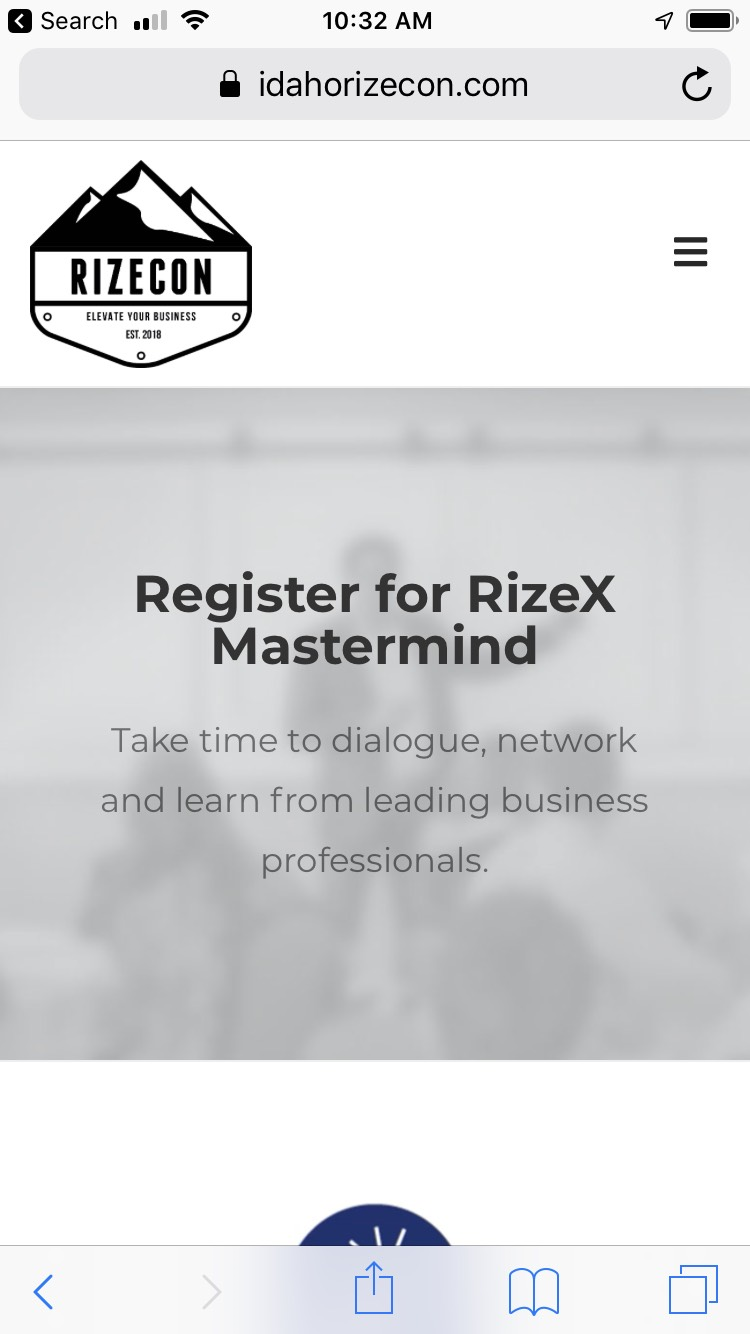 Search
10:32 AM
idahorizecon.com
RIZECON
ELEVATE YOUR BUSINESS
EST. 2018
Register for RizeX
Mastermind
Take time to dialogue, network
and learn from leading business
professionals.